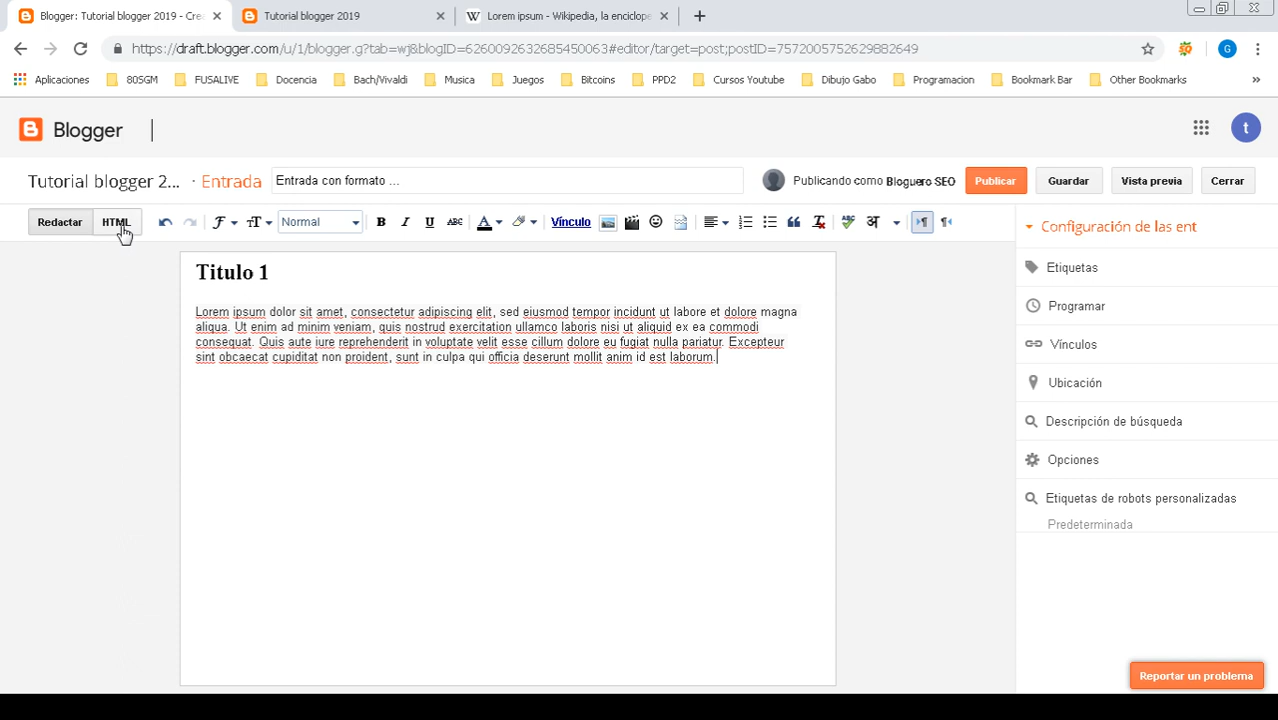 Blogger: Tutorial blogger 2019 - Cre
Tutorial blogger 2019
Lorem ipsum - Wikipedia, la enciclope
https://draft.blogger.com/u/1/blogger.g?tab=wj&blogID=6260092632685450063#editor/target=post;postID=7572005752629882649
G
Aplicaciones
80SGM
FUSALIVE
Docencia
Bach/Vivaldi
Musica
Juegos
Bitcoins
PPD2
Cursos Youtube
Dibujo Gabo
Programacion
Bookmark Bar
Other Bookmarks
»
Blogger
t
Tutorial blogger 2... · Entrada
Entrada con formato ...
Publicando como Bloguero SEO
Publicar
Guardar
Vista previa
Cerrar
Redactar
HTML
Normal
B
I
U
ABC
A
Vínculo
अ
Configuración de las ent
Titulo 1
Lorem ipsum dolor sit amet, consectetur adipiscing elit, sed eiusmod tempor incidunt ut labore et dolore magna
aliqua. Ut enim ad minim veniam, quis nostrud exercitation ullamco laboris nisi ut aliquid ex ea commodi
consequat. Quis aute iure reprehenderit in voluptate velit esse cillum dolore eu fugiat nulla pariatur. Excepteur
sint obcaecat cupiditat non proident, sunt in culpa qui officia deserunt mollit anim id est laborum.
Etiquetas
Programar
Vínculos
Ubicación
Descripción de búsqueda
Opciones
Etiquetas de robots personalizadas
Predeterminada
Reportar un problema